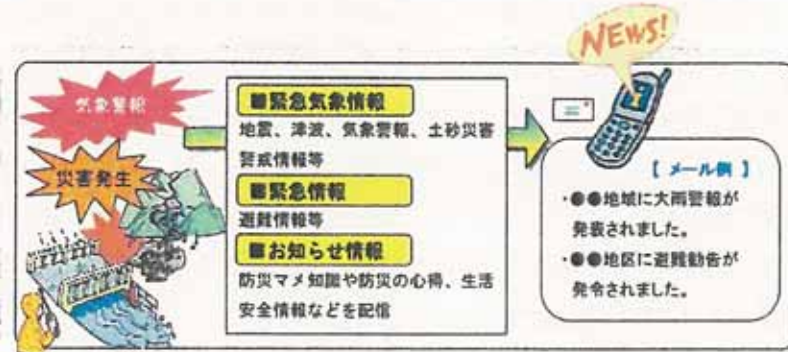 NEWS!
気象警報
災害発生
■緊急気象情報
地震、津波、気象警報、土砂災害
警戒情報等
■緊急情報
避難情報等
■お知らせ情報
防災マメ知識や防災の心得、生活
安全情報などを配信
【 メール例 】
・●●地域に大雨警報が
発表されました。
・●●地区に避難勧告が
発令されました。